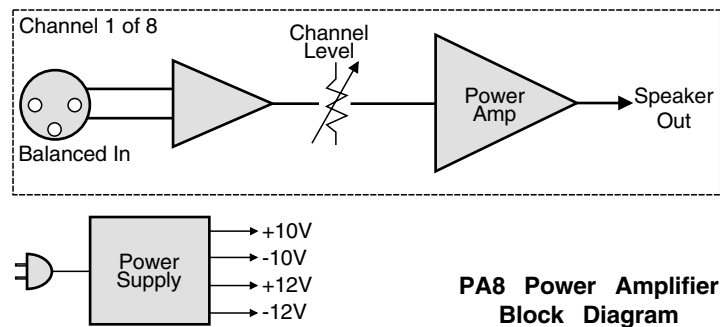 Channel 1 of 8
Channel
Level
Balanced In
Power
Amp
Speaker
Out
Power
Supply
+10V
-10V
+12V
-12V
PA8 Power Amplifier
Block Diagram